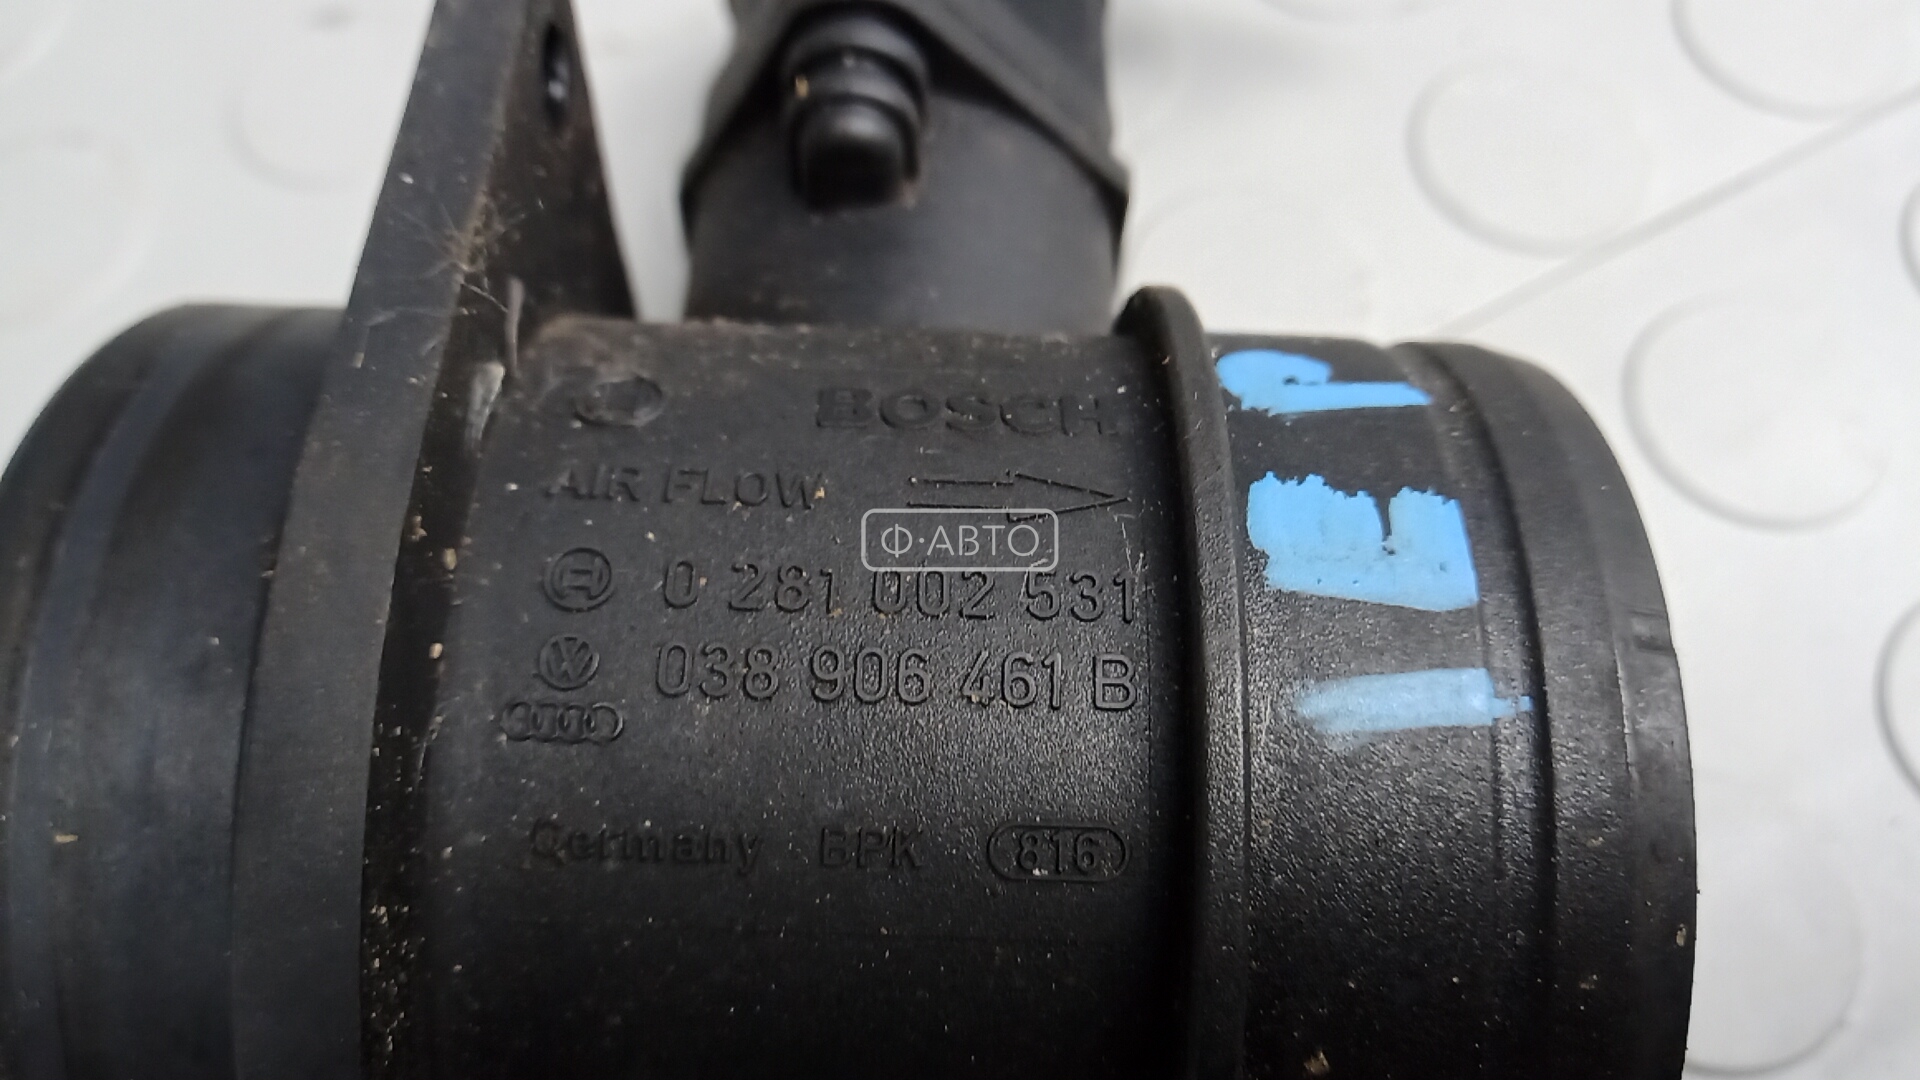 BOSCH
AIR FLOW
Ф·АВТО
0 281 002 531
038 906 461 B
Germany BPK 816